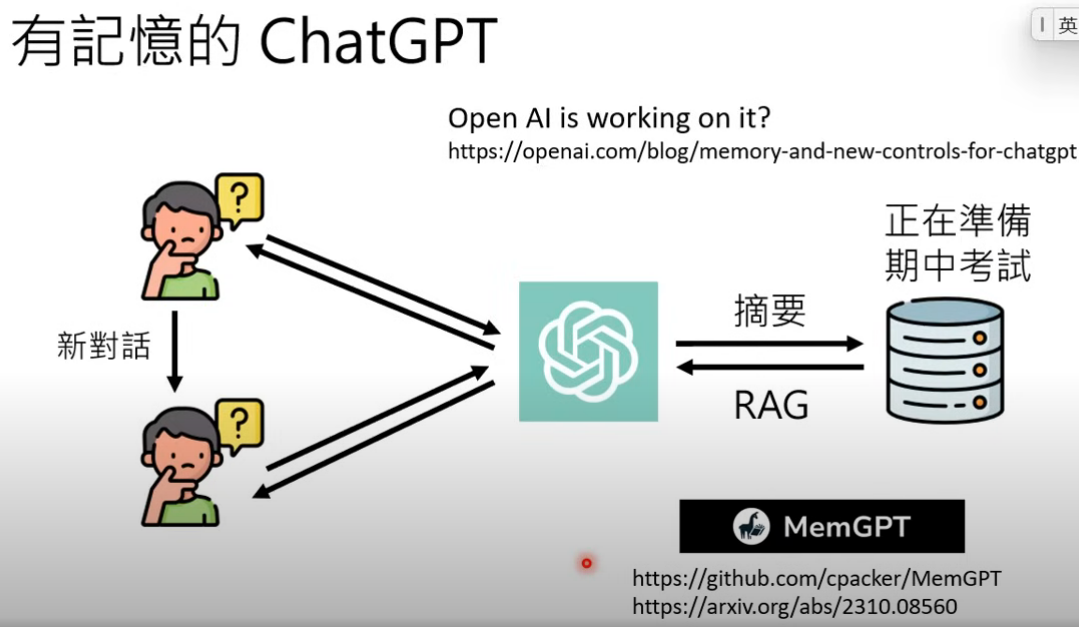 有記憶的 ChatGPT
英
Open AI is working on it?
https://openai.com/blog/memory-and-new-controls-for-chatgpt
?
正在準備
期中考試
摘要
新對話
RAG
?
MemGPT
https://github.com/cpacker/MemGPT
https://arxiv.org/abs/2310.08560